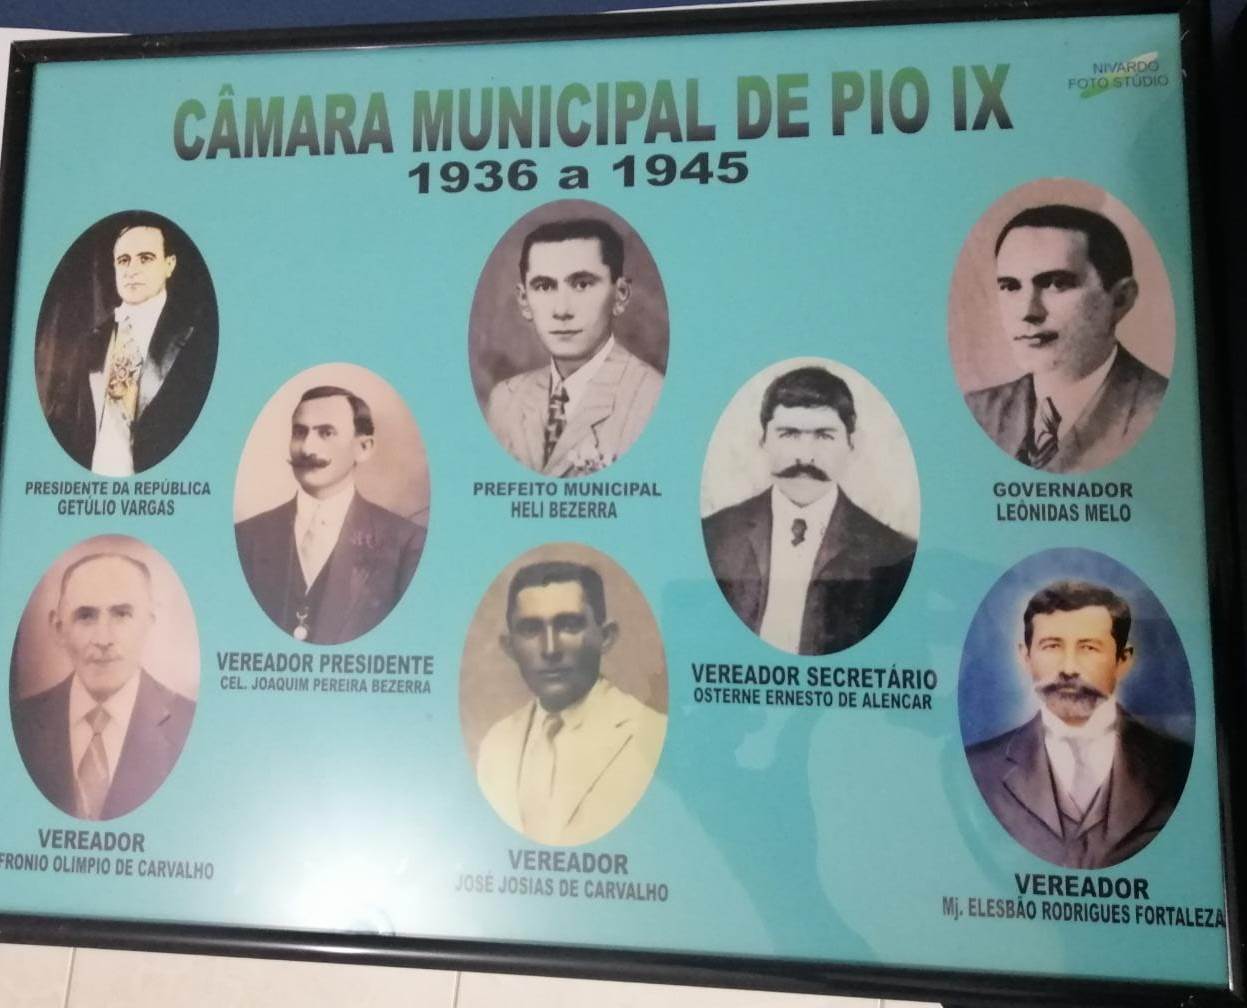 CÂMARA MUNICIPAL DE PIO IX
1936 a 1945
NIVARDO
FOTO STÚDIO
PRESIDENTE DA REPÚBLICA
GETÚLIO VARGAS
PREFEITO MUNICIPAL
HELI BEZERRA
GOVERNADOR
LEÔNIDAS MELO
VEREADOR PRESIDENTE
CEL. JOAQUIM PEREIRA BEZERRA
VEREADOR SECRETÁRIO
OSTERNE ERNESTO DE ALENCAR
VEREADOR
FRONIO OLIMPIO DE CARVALHO
VEREADOR
JOSÉ JOSIAS DE CARVALHO
VEREADOR
Mj. ELESBÃO RODRIGUES FORTALEZA